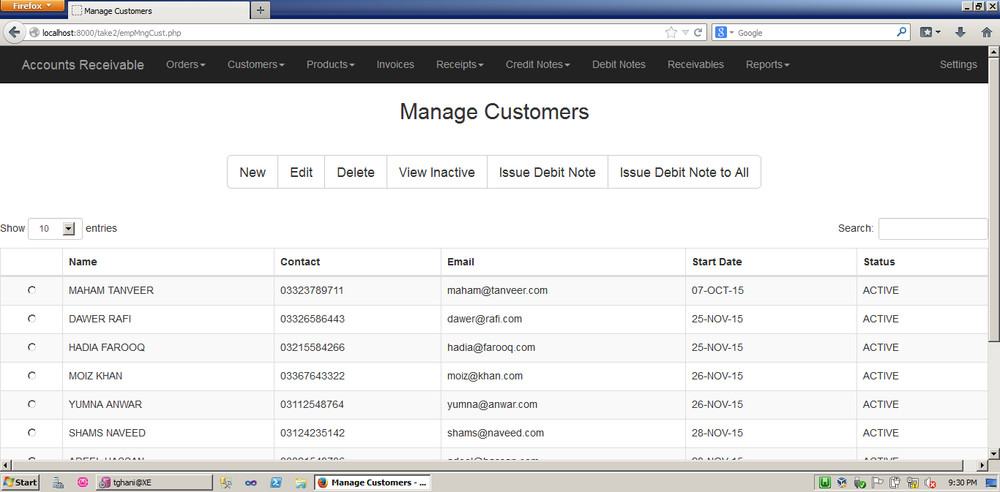 Firefox
Manage Customers
localhost:8000/take2/empMngCust.php
Google
Accounts Receivable Orders Customers Products Invoices Receipts Credit Notes Debit Notes Receivables Reports Settings
Manage Customers
New Edit Delete View Inactive Issue Debit Note Issue Debit Note to All
Show 10 entries Search:
Name Contact Email Start Date Status
MAHAM TANVEER 03323789711 maham@tanveer.com 07-OCT-15 ACTIVE
DAWER RAFI 03326586443 dawer@rafi.com 25-NOV-15 ACTIVE
HADIA FAROOQ 03215584266 hadia@farooq.com 25-NOV-15 ACTIVE
MOIZ KHAN 03367643322 moiz@khan.com 26-NOV-15 ACTIVE
YUMNA ANWAR 03112548764 yumna@anwar.com 26-NOV-15 ACTIVE
SHAMS NAVEED 03124235142 shams@naveed.com 28-NOV-15 ACTIVE
Start tghani@XE Manage Customers - ... 9:30 PM